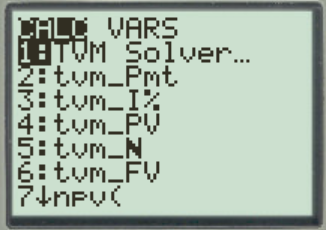 CALC VARS
1:TVM Solver…
2:tvm_Pmt
3:tvm_I%
4:tvm_PV
5:tvm_N
6:tvm_FV
7↓npv(